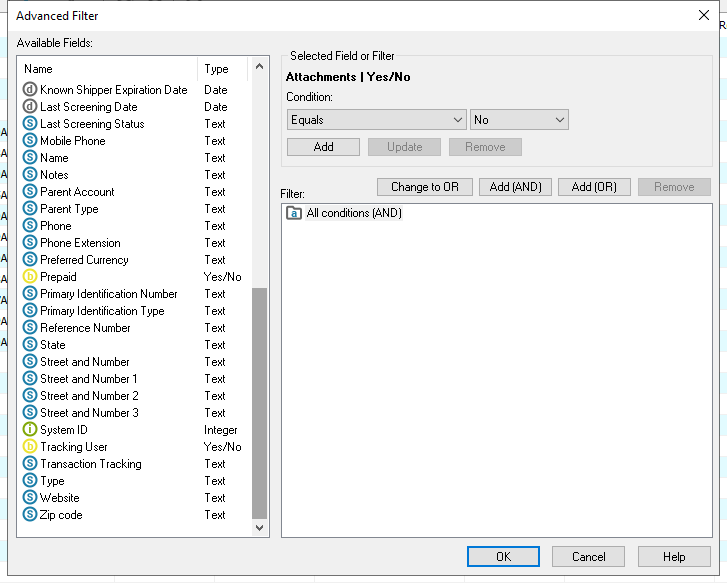 Advanced Filter
Available Fields:
Name Type
Known Shipper Expiration Date Date
Last Screening Date Date
Last Screening Status Text
Mobile Phone Text
Name Text
Notes Text
Parent Account Text
Parent Type Text
Phone Text
Phone Extension Text
Preferred Currency Text
Prepaid Yes/No
Primary Identification Number Text
Primary Identification Type Text
Reference Number Text
State Text
Street and Number Text
Street and Number 1 Text
Street and Number 2 Text
Street and Number 3 Text
System ID Integer
Tracking User Yes/No
Transaction Tracking Text
Type Text
Website Text
Zip code Text
Selected Field or Filter
Attachments | Yes/No
Condition:
Equals No
Add Update Remove
Filter: Change to OR Add (AND) Add (OR) Remove
All conditions (AND)
OK Cancel Help